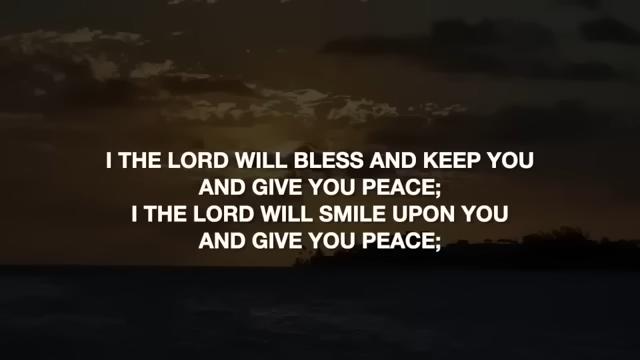 I THE LORD WILL BLESS AND KEEP YOU
AND GIVE YOU PEACE;
I THE LORD WILL SMILE UPON YOU
AND GIVE YOU PEACE;